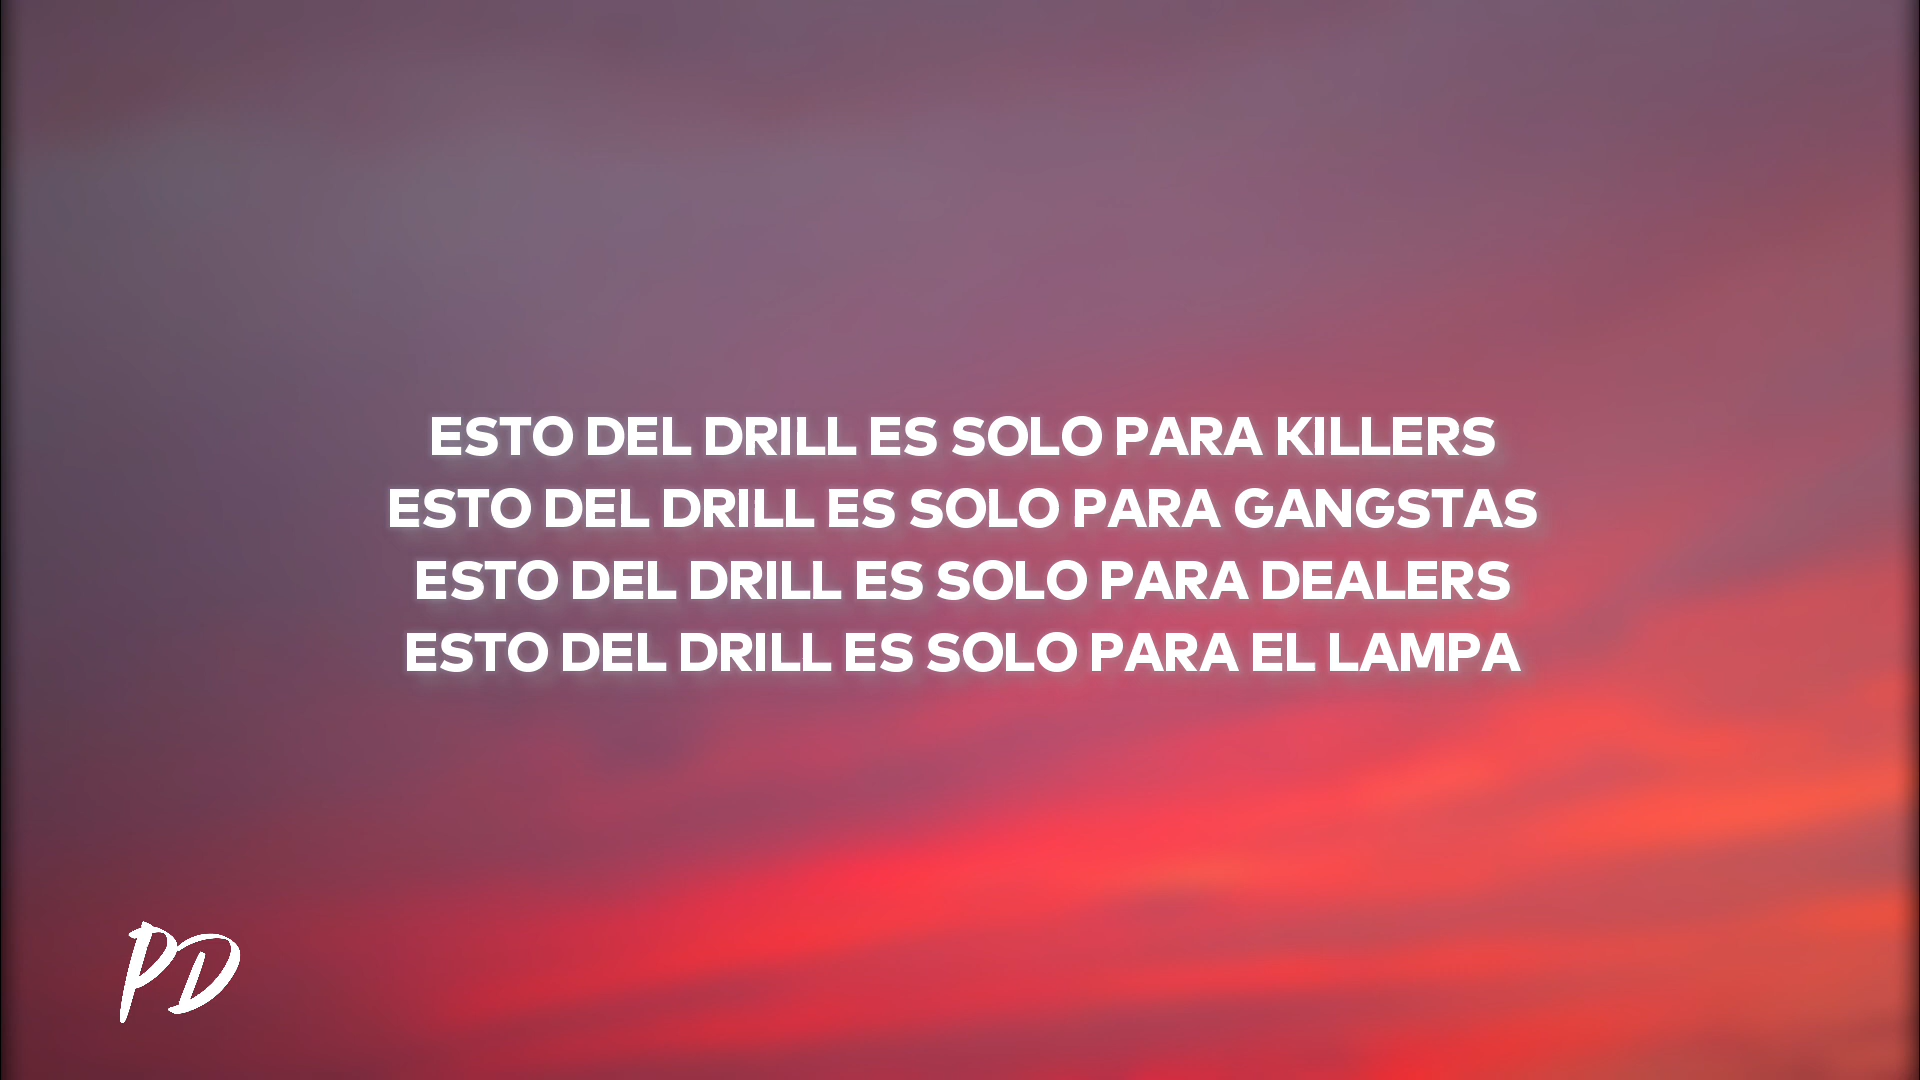 ESTO DEL DRILL ES SOLO PARA KILLERS
ESTO DEL DRILL ES SOLO PARA GANGSTAS
ESTO DEL DRILL ES SOLO PARA DEALERS
ESTO DEL DRILL ES SOLO PARA EL LAMPA
PD